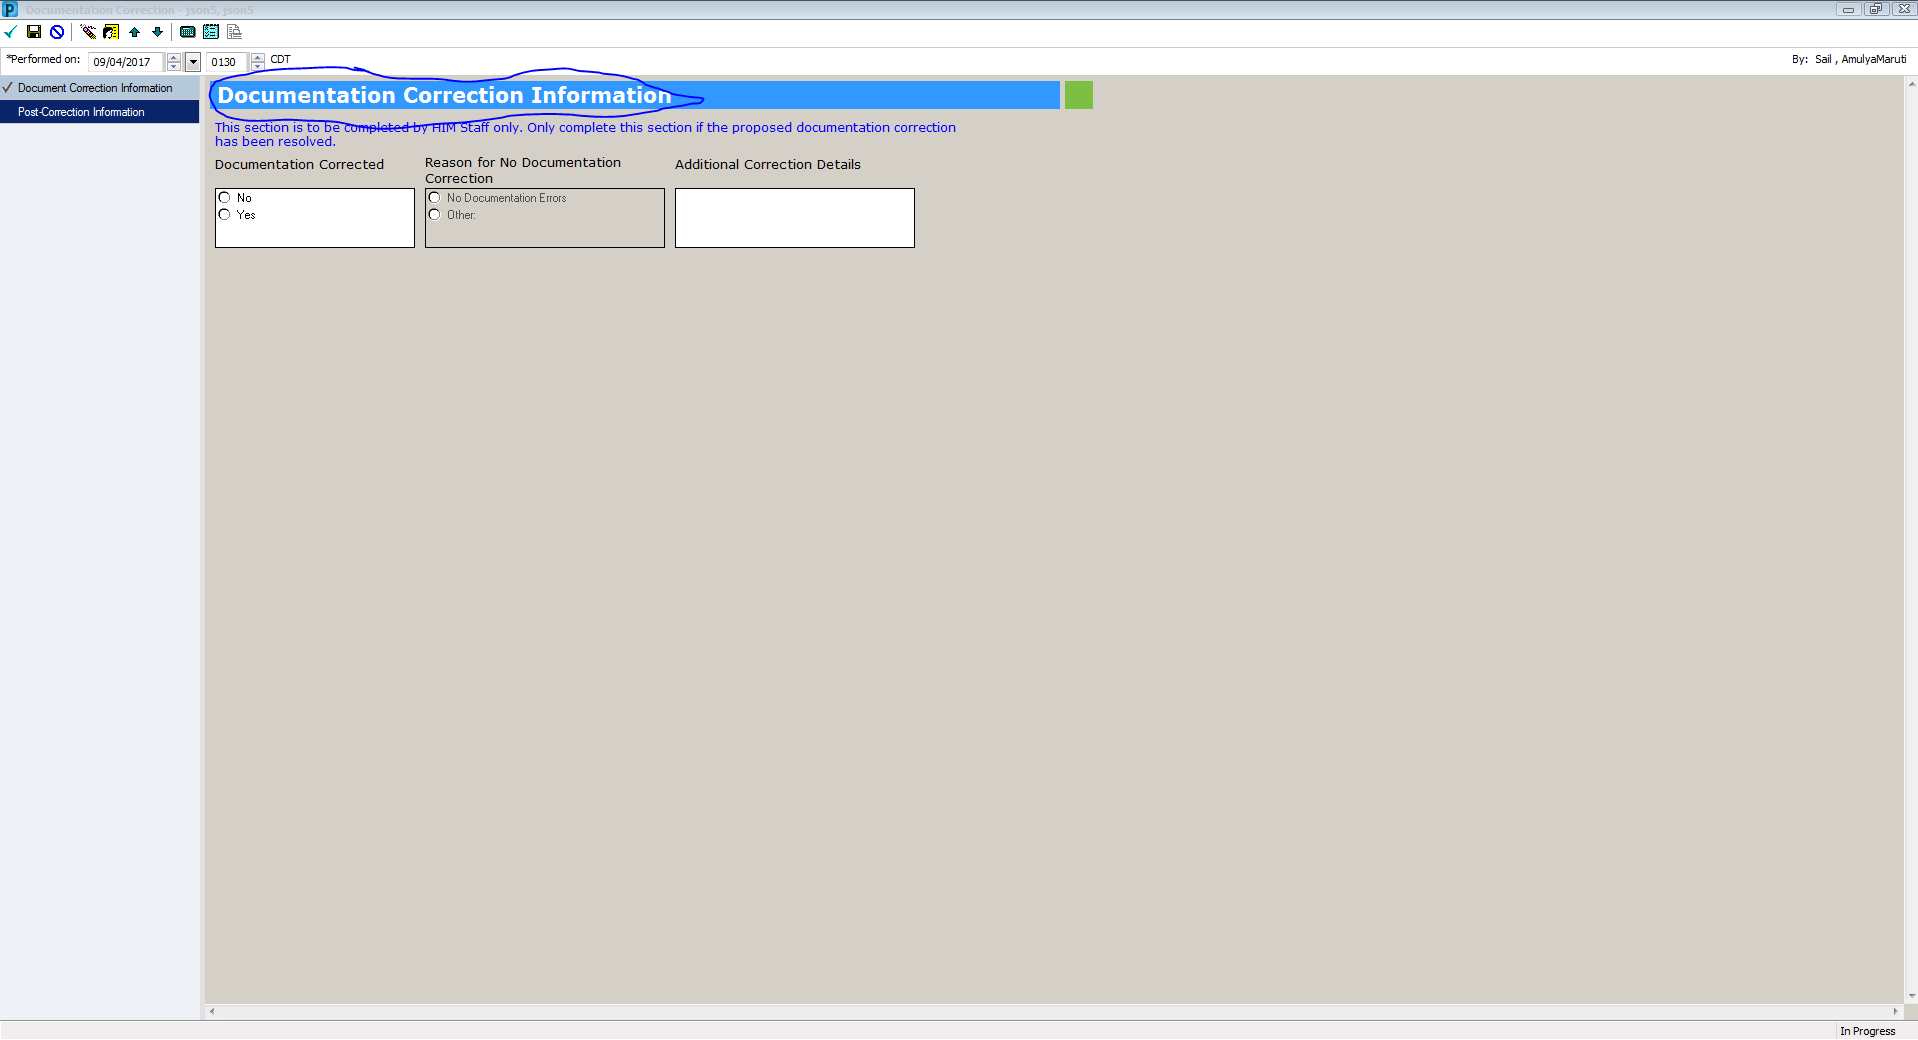 Documentation Correction - json5, json5
*Performed on: 09/04/2017 0130 CDT By: Sail , AmulyaMaruti
Document Correction Information
Post-Correction Information
Documentation Correction Information
This section is to be completed by HIM Staff only. Only complete this section if the proposed documentation correction
has been resolved.
Documentation Corrected
No
Yes
Reason for No Documentation
Correction
No Documentation Errors
Other:
Additional Correction Details
In Progress